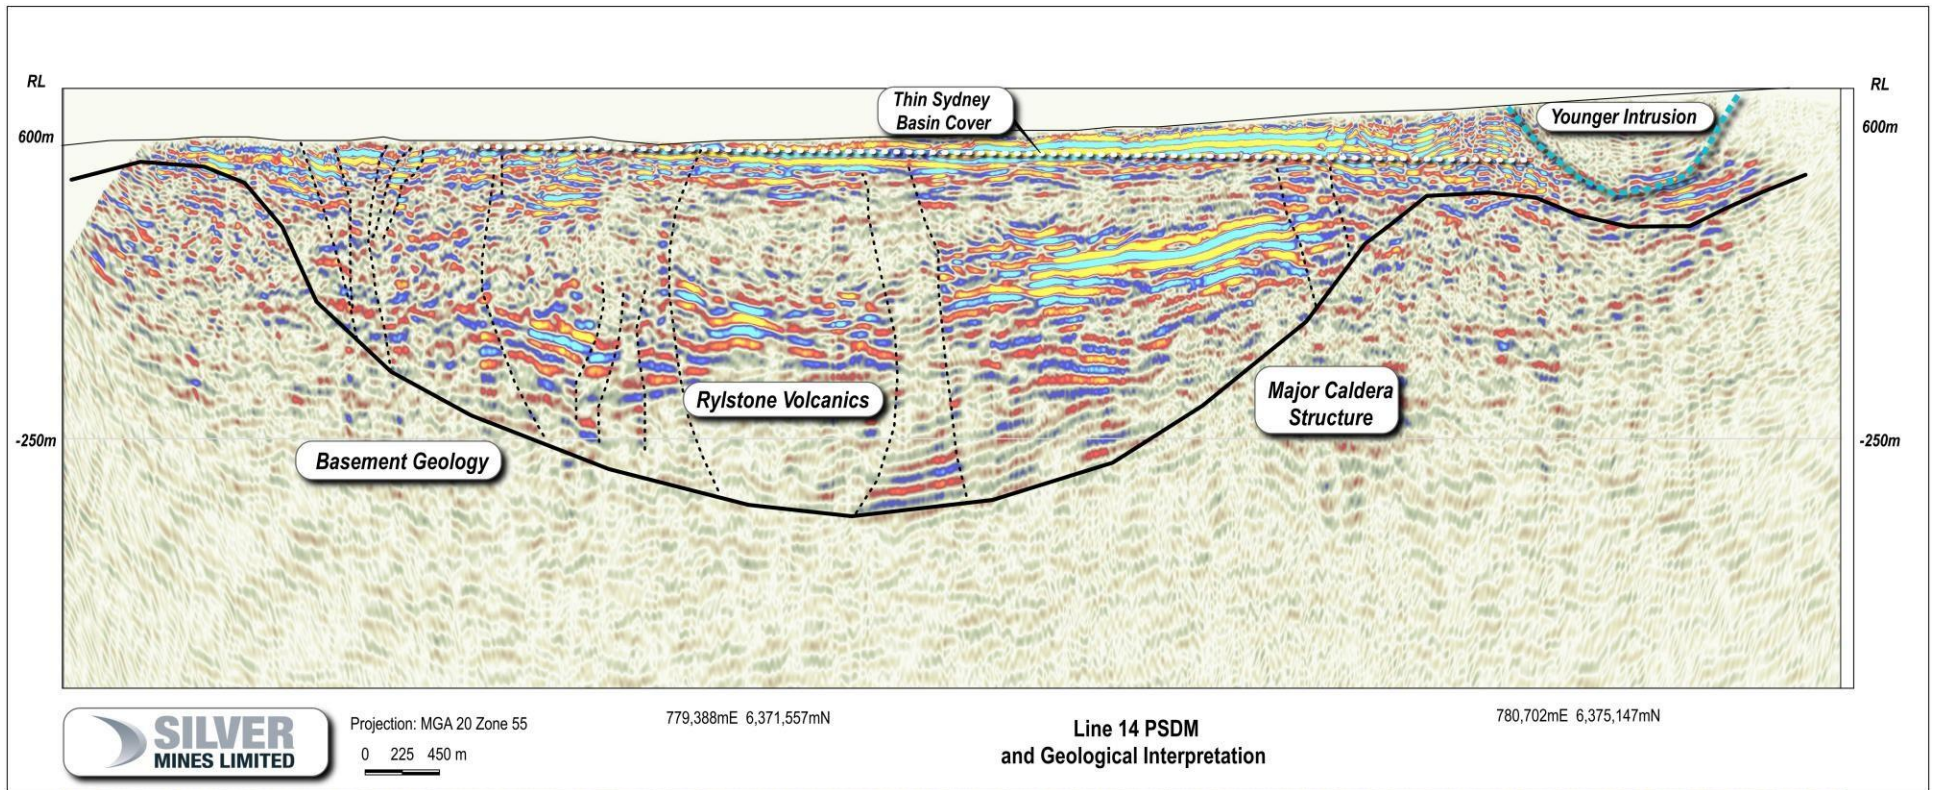 RL
RL
600m
600m
Thin Sydney
Basin Cover
Younger Intrusion
Rylstone Volcanics
Major Caldera
Structure
-250m
-250m
Basement Geology
SILVER
MINES LIMITED
Projection: MGA 20 Zone 55
0 225 450 m
779,388mE 6,371,557mN
Line 14 PSDM
and Geological Interpretation
780,702mE 6,375,147mN